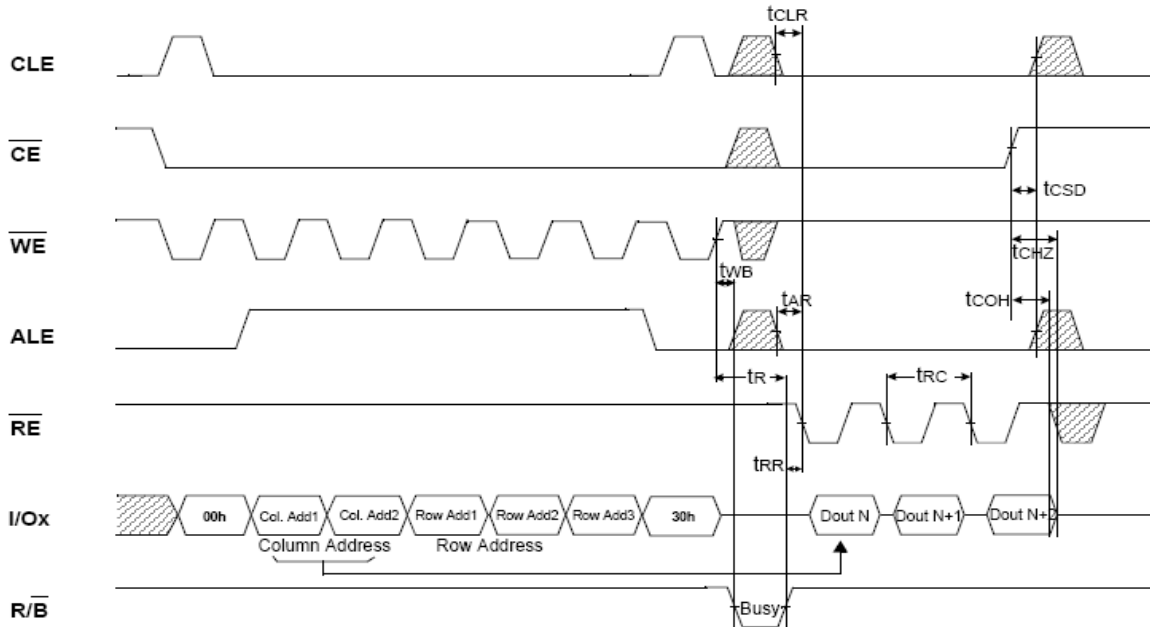 tCLR
CLE
CE
tCSD
WE
tCHZ
tWB
tCOH
tAR
ALE
tR
tRC
RE
tRR
I/Ox 00h Col. Add1 Col. Add2 Row Add1 Row Add2 Row Add3 30h Dout N Dout N+1 Dout N+2
Column Address Row Address
R/B Busy